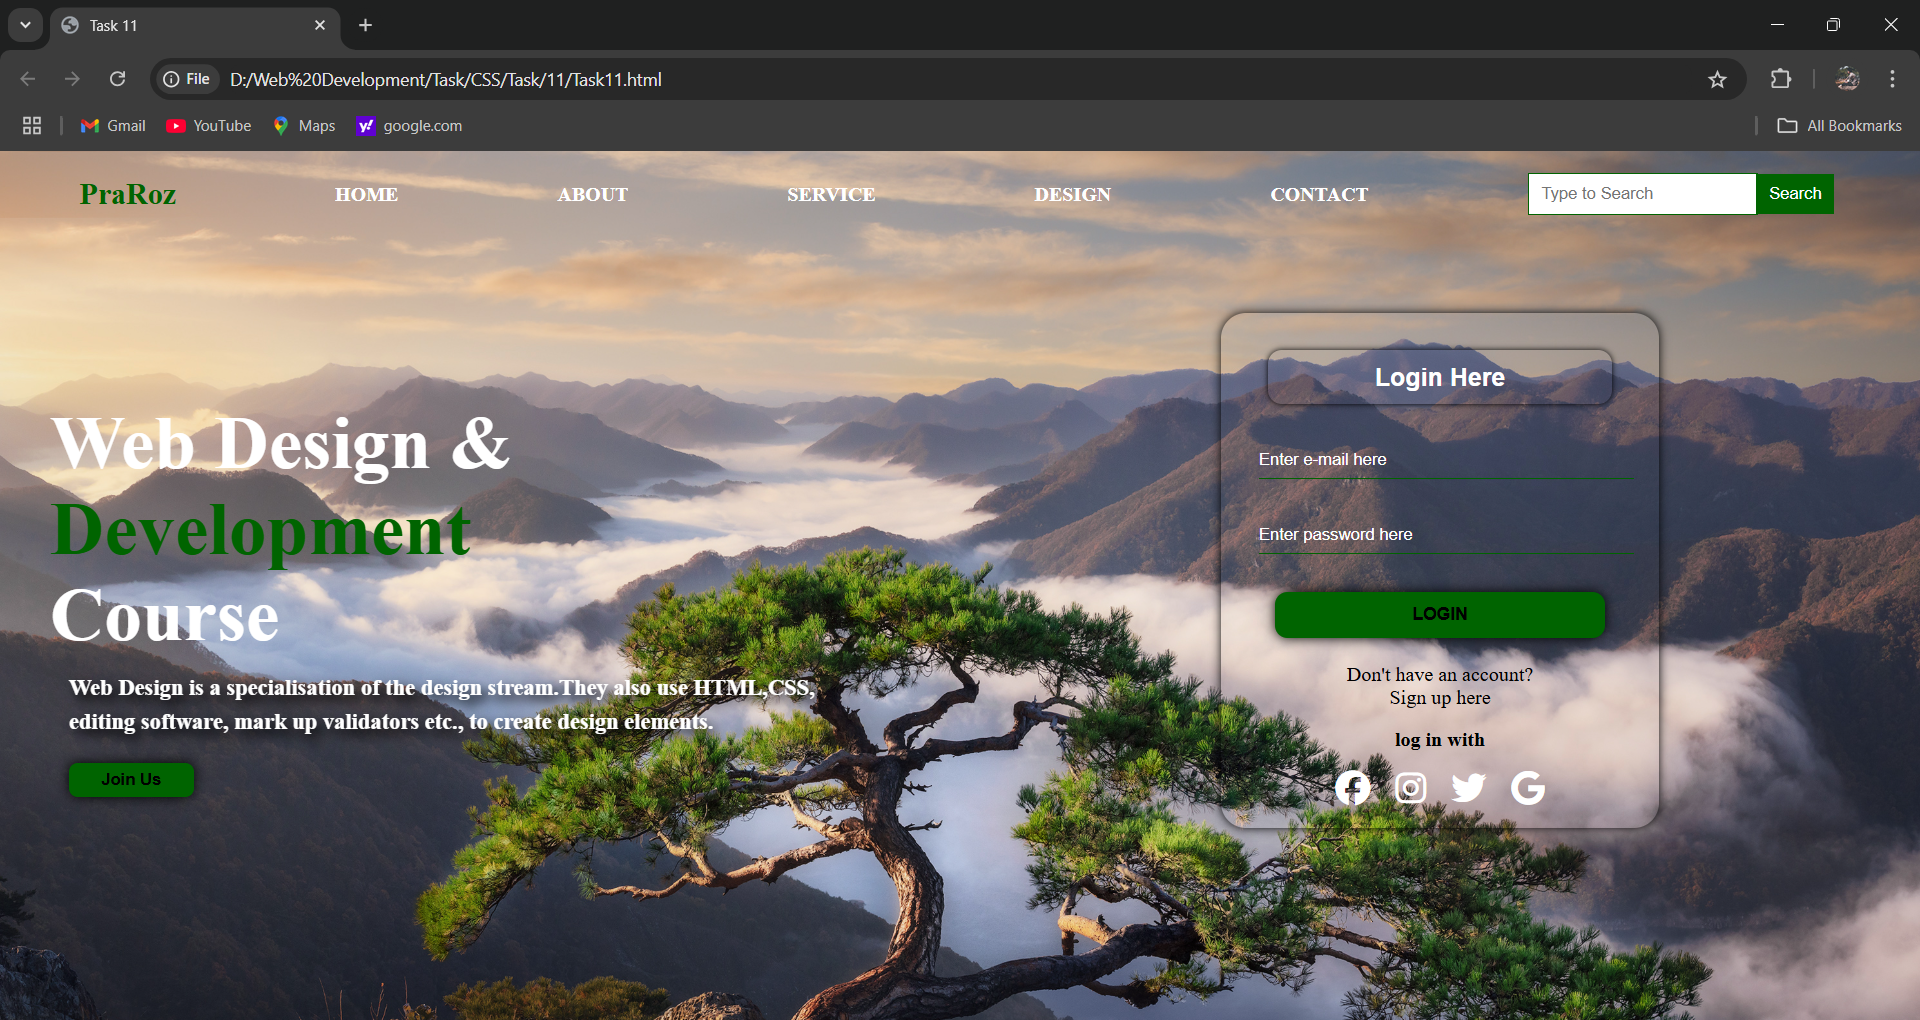 Task 11
File D:/Web%20Development/Task/CSS/Task/11/Task11.html
Gmail YouTube Maps google.com All Bookmarks
PraRoz HOME ABOUT SERVICE DESIGN CONTACT Type to Search Search
Web Design &
Development
Course
Web Design is a specialisation of the design stream.They also use HTML,CSS,
editing software, mark up validators etc., to create design elements.
Join Us
Login Here
Enter e-mail here
Enter password here
LOGIN
Don't have an account?
Sign up here
log in with